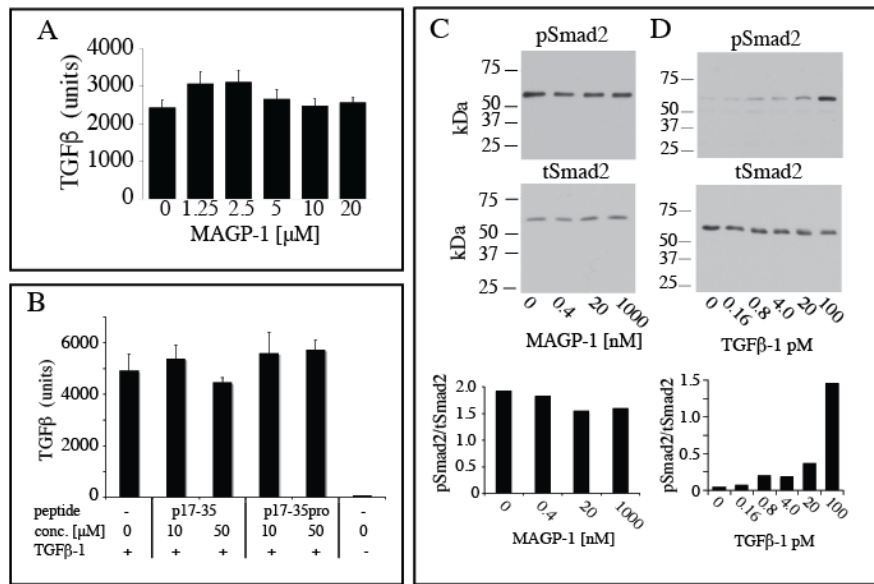 A
TGFβ (units)
4000
3000
2000
1000
0
0 1.25 2.5 5 10 20
MAGP-1 [µM]
B
TGFβ (units)
6000
4000
2000
0
peptide - p17-35 p17-35pro -
conc. [µM] 0 10 50 10 50 0
TGFβ-1 + + + + + -
C
pSmad2
kDa
75
50
37
25
tSmad2
kDa
75
50
37
25
0 0.4 20 1000
MAGP-1 [nM]
pSmad2/tSmad2
2.0
1.5
1.0
0.5
0
0 0.4 20 1000
MAGP-1 [nM]
D
pSmad2
75
50
37
25
tSmad2
75
50
37
25
0 0.16 0.8 4.0 20 100
TGFβ-1 pM
pSmad2/tSmad2
1.5
1.0
0.5
0
0 0.16 0.8 4.0 20 100
TGFβ-1 pM